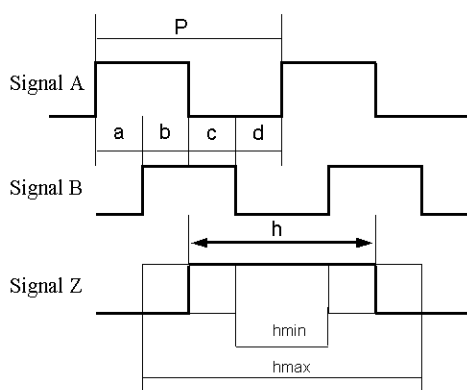 P
Signal A
a b c d
Signal B
h
Signal Z
hmin
hmax